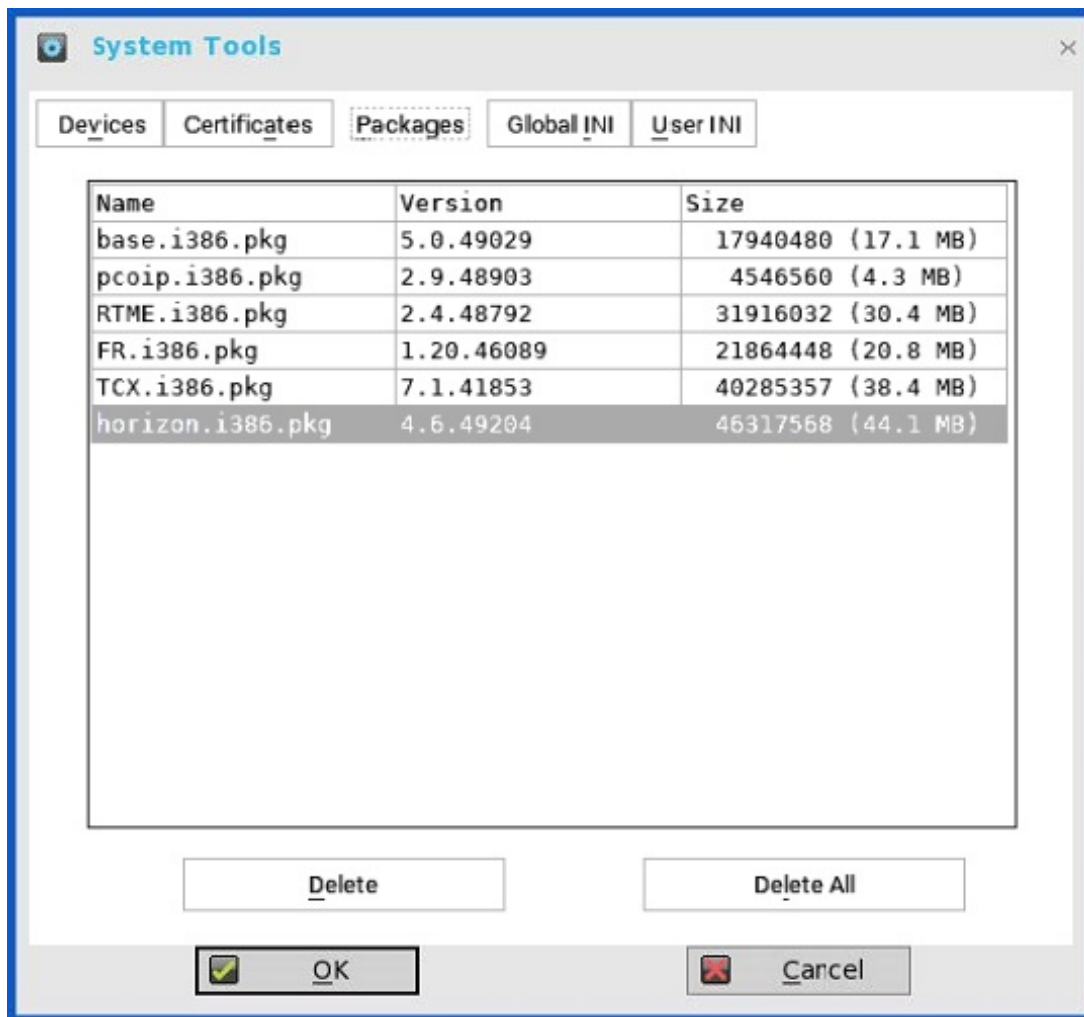 System Tools
Devices Certificates Packages Global INI User INI
Name Version Size
base.i386.pkg 5.0.49029 17940480 (17.1 MB)
pcoip.i386.pkg 2.9.48903 4546560 (4.3 MB)
RTME.i386.pkg 2.4.48792 31916032 (30.4 MB)
FR.i386.pkg 1.20.46089 21864448 (20.8 MB)
TCX.i386.pkg 7.1.41853 40285357 (38.4 MB)
horizon.i386.pkg 4.6.49204 46317568 (44.1 MB)
Delete Delete All
OK Cancel